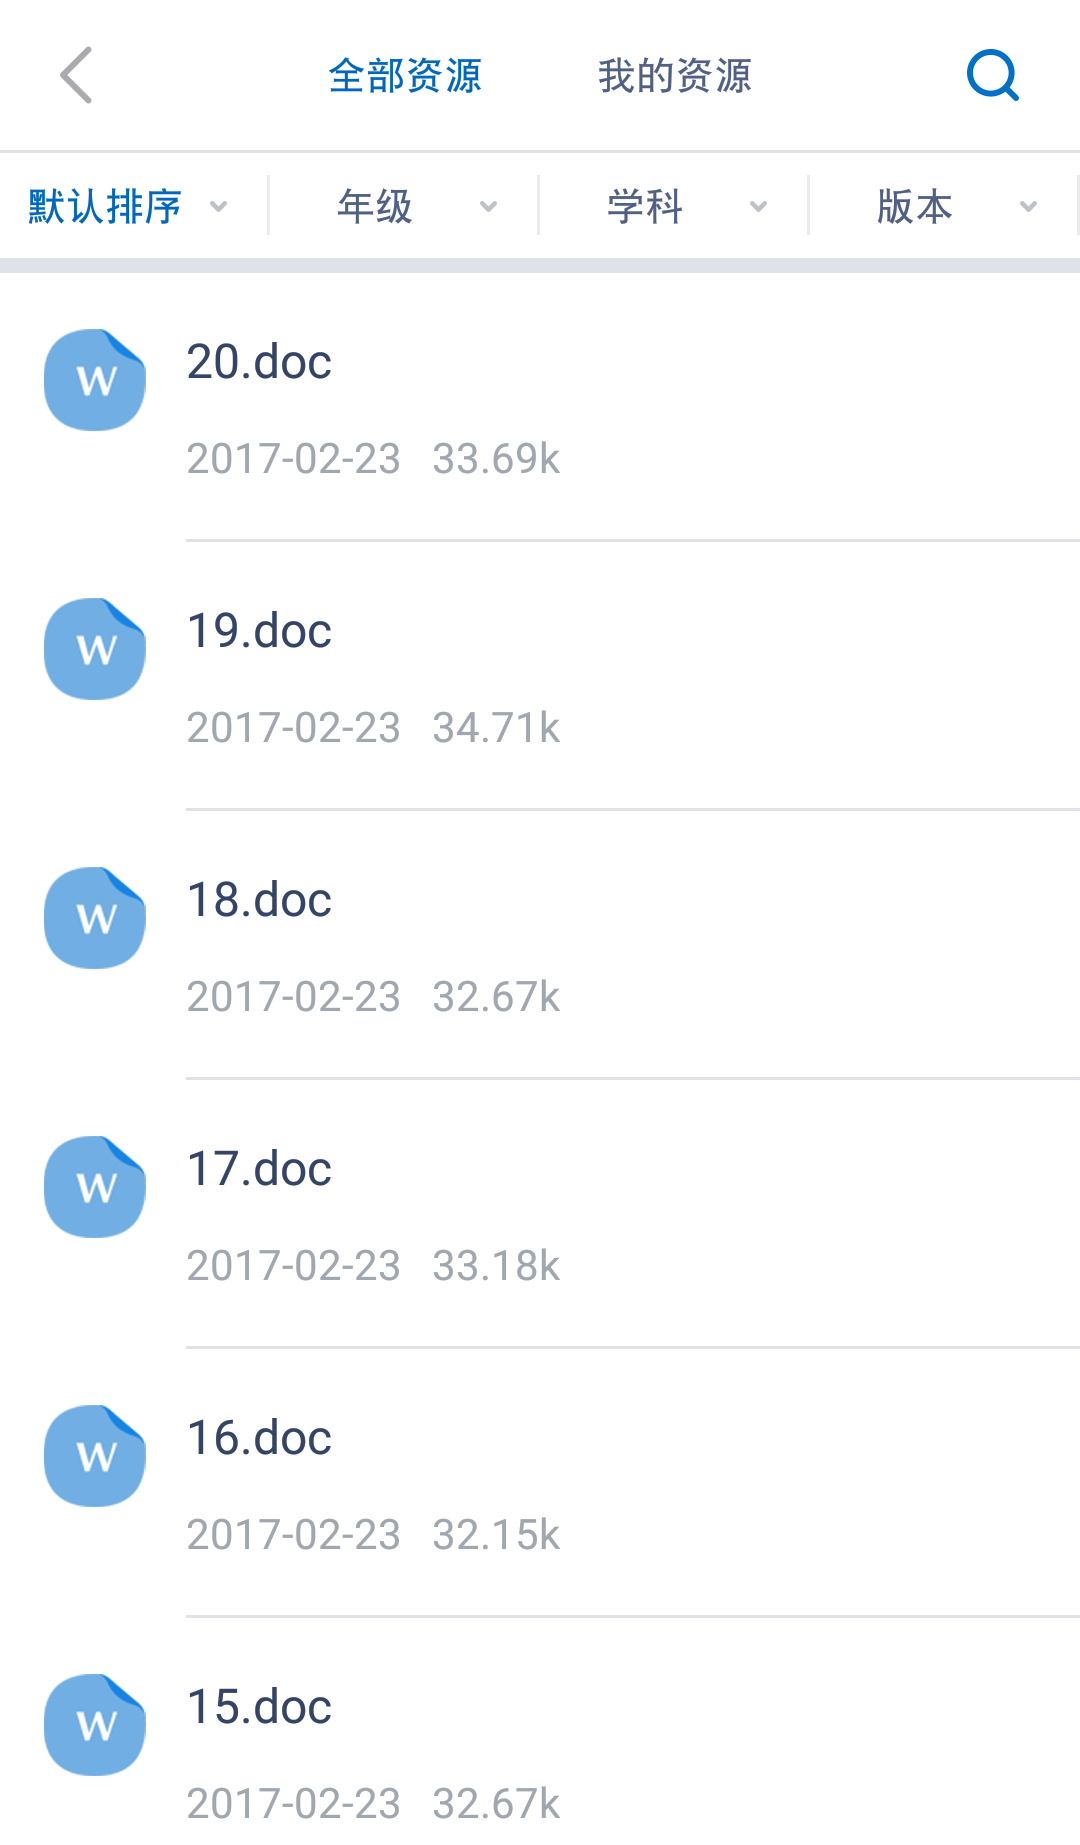 全部资源 我的资源
默认排序 年级 学科 版本
W 20.doc
2017-02-23 33.69k
W 19.doc
2017-02-23 34.71k
W 18.doc
2017-02-23 32.67k
W 17.doc
2017-02-23 33.18k
W 16.doc
2017-02-23 32.15k
W 15.doc
2017-02-23 32.67k